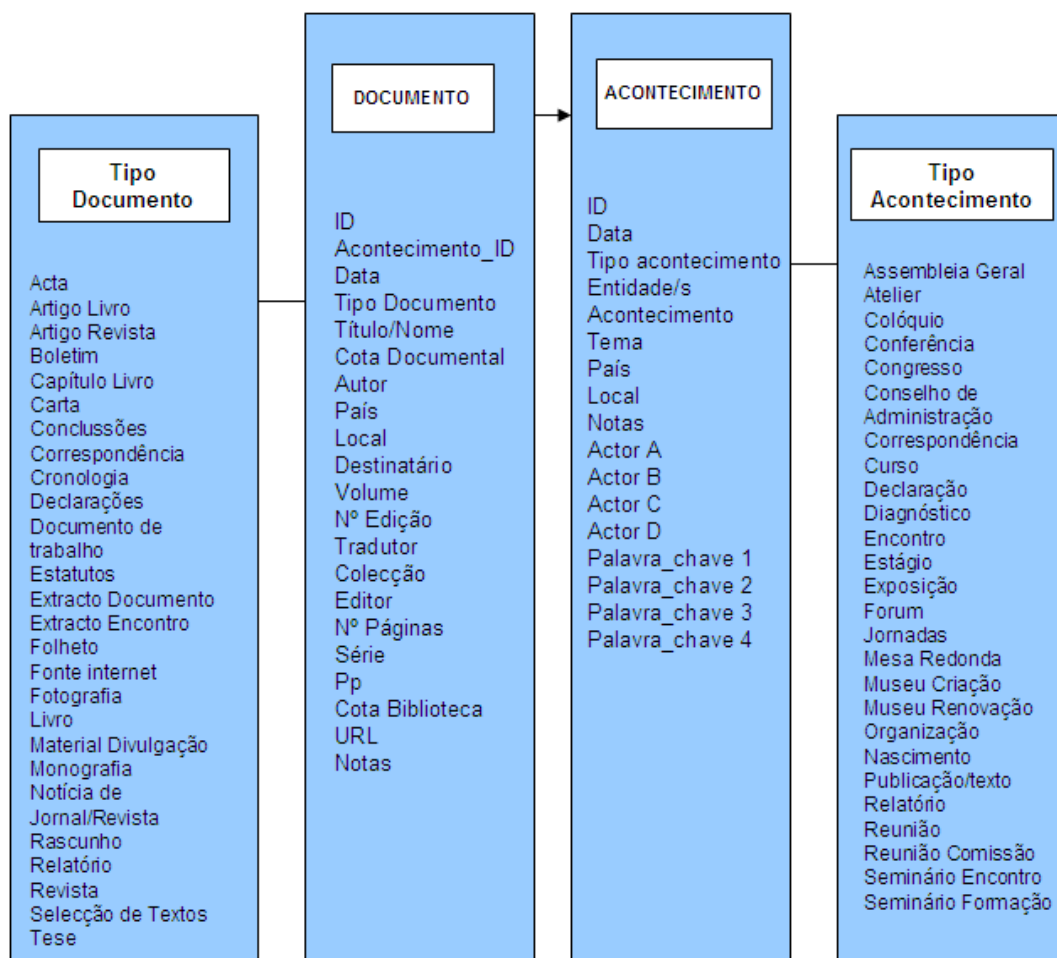 Tipo
Documento
Acta
Artigo Livro
Artigo Revista
Boletim
Capítulo Livro
Carta
Conclussões
Correspondência
Cronologia
Declarações
Documento de
trabalho
Estatutos
Extracto Documento
Extracto Encontro
Folheto
Fonte internet
Fotografia
Livro
Material Divulgação
Monografia
Notícia de
Jornal/Revista
Rascunho
Relatório
Revista
Selecção de Textos
Tese
DOCUMENTO
ID
Acontecimento_ID
Data
Tipo Documento
Título/Nome
Cota Documental
Autor
País
Local
Destinatário
Volume
Nº Edição
Tradutor
Colecção
Editor
Nº Páginas
Série
Pp
Cota Biblioteca
URL
Notas
ACONTECIMENTO
ID
Data
Tipo acontecimento
Entidade/s
Acontecimento
Tema
País
Local
Notas
Actor A
Actor B
Actor C
Actor D
Palavra_chave 1
Palavra_chave 2
Palavra_chave 3
Palavra_chave 4
Tipo
Acontecimento
Assembleia Geral
Atelier
Colóquio
Conferência
Congresso
Conselho de
Administração
Correspondência
Curso
Declaração
Diagnóstico
Encontro
Estágio
Exposição
Forum
Jornadas
Mesa Redonda
Museu Criação
Museu Renovação
Organização
Nascimento
Publicação/texto
Relatório
Reunião
Reunião Comissão
Seminário Encontro
Seminário Formação